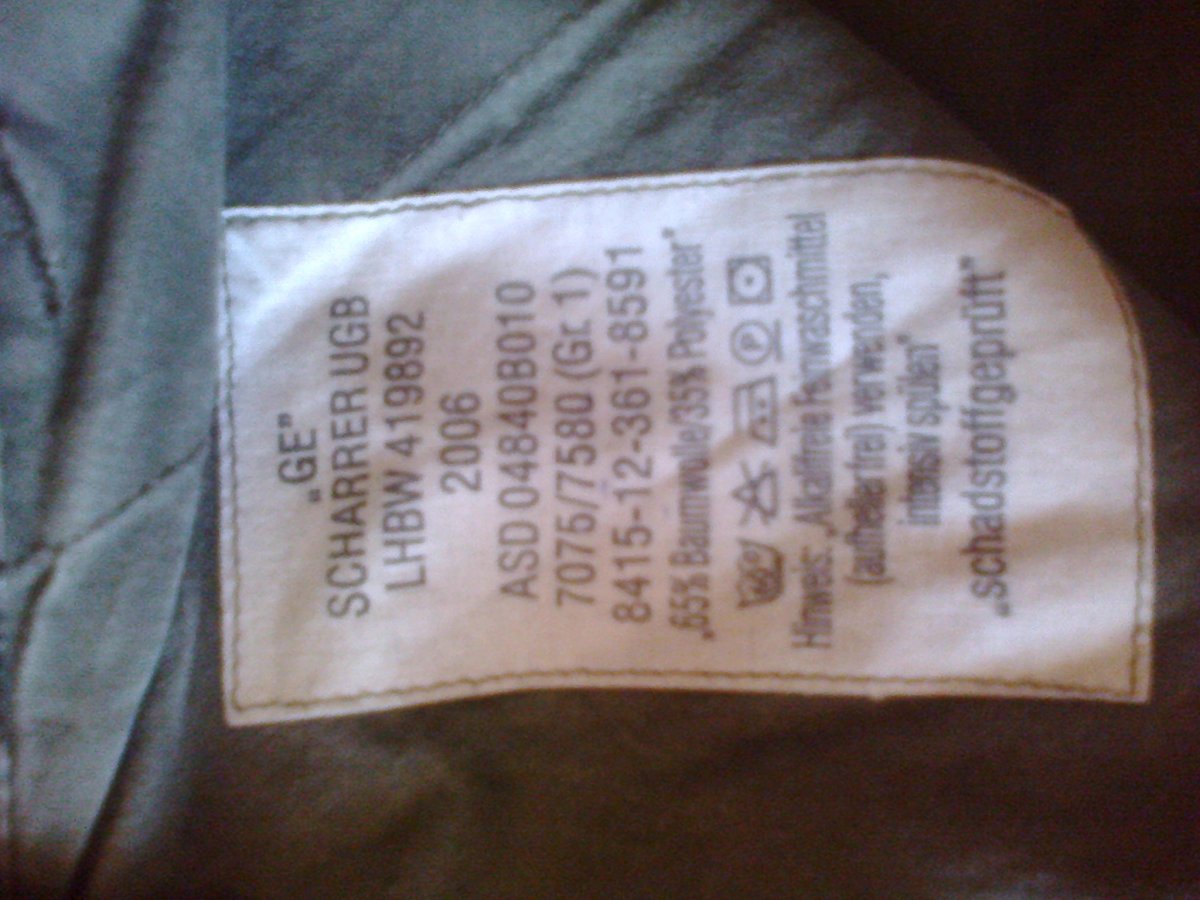 „GE”
SCHARRER UGB
LHBW 419892
2006
ASD 04840B010
7075/7580 (Gr. 1)
8415-12-361-8591
„65% Baumwolle/35% Polyester”
P
Hinweis: „Alkalifreie Feinwaschmittel
(aufhellerfrei) verwenden,
intensiv spülen”
„schadstoffgeprüft”